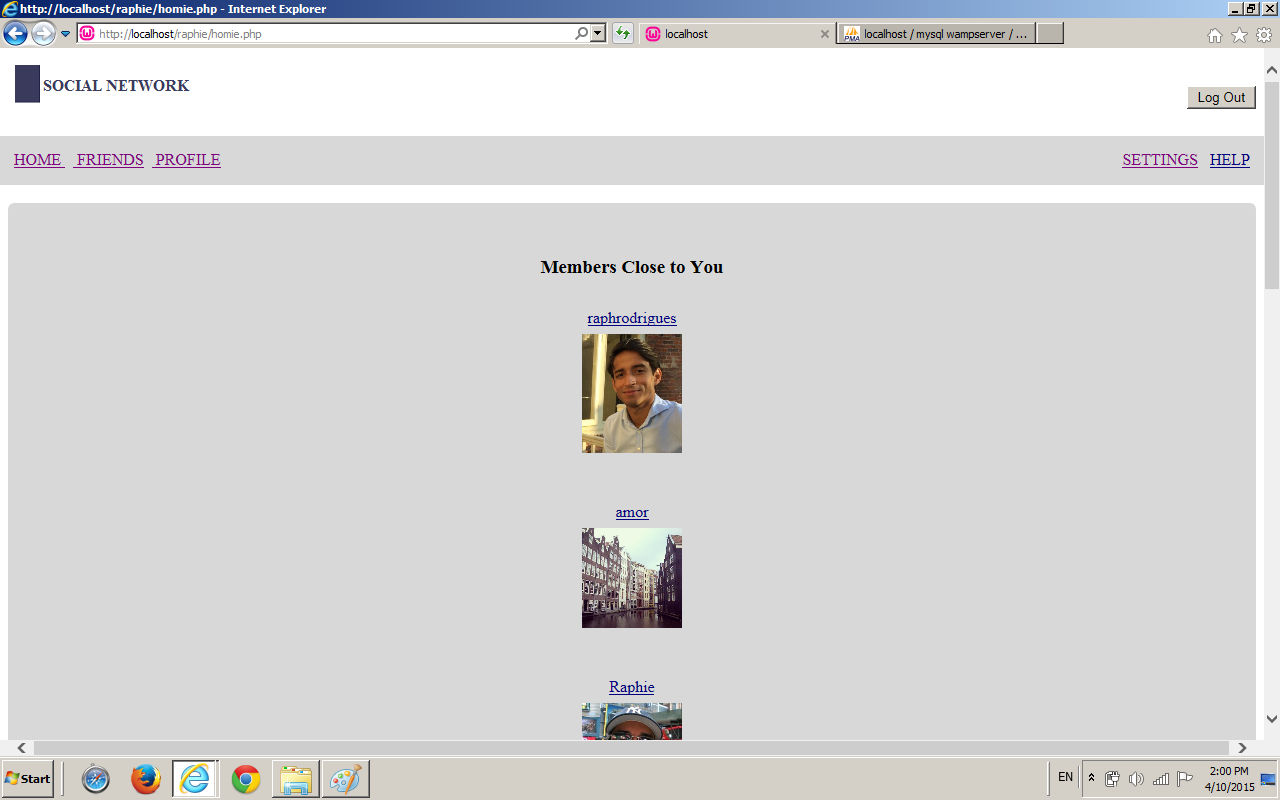 http://localhost/raphie/homie.php - Internet Explorer
http://localhost/raphie/homie.php
localhost
localhost / mysql wampserver / ...
SOCIAL NETWORK
Log Out
HOME FRIENDS PROFILE SETTINGS HELP
Members Close to You
raphrodrigues
amor
Raphie
Start
EN
2:00 PM
4/10/2015